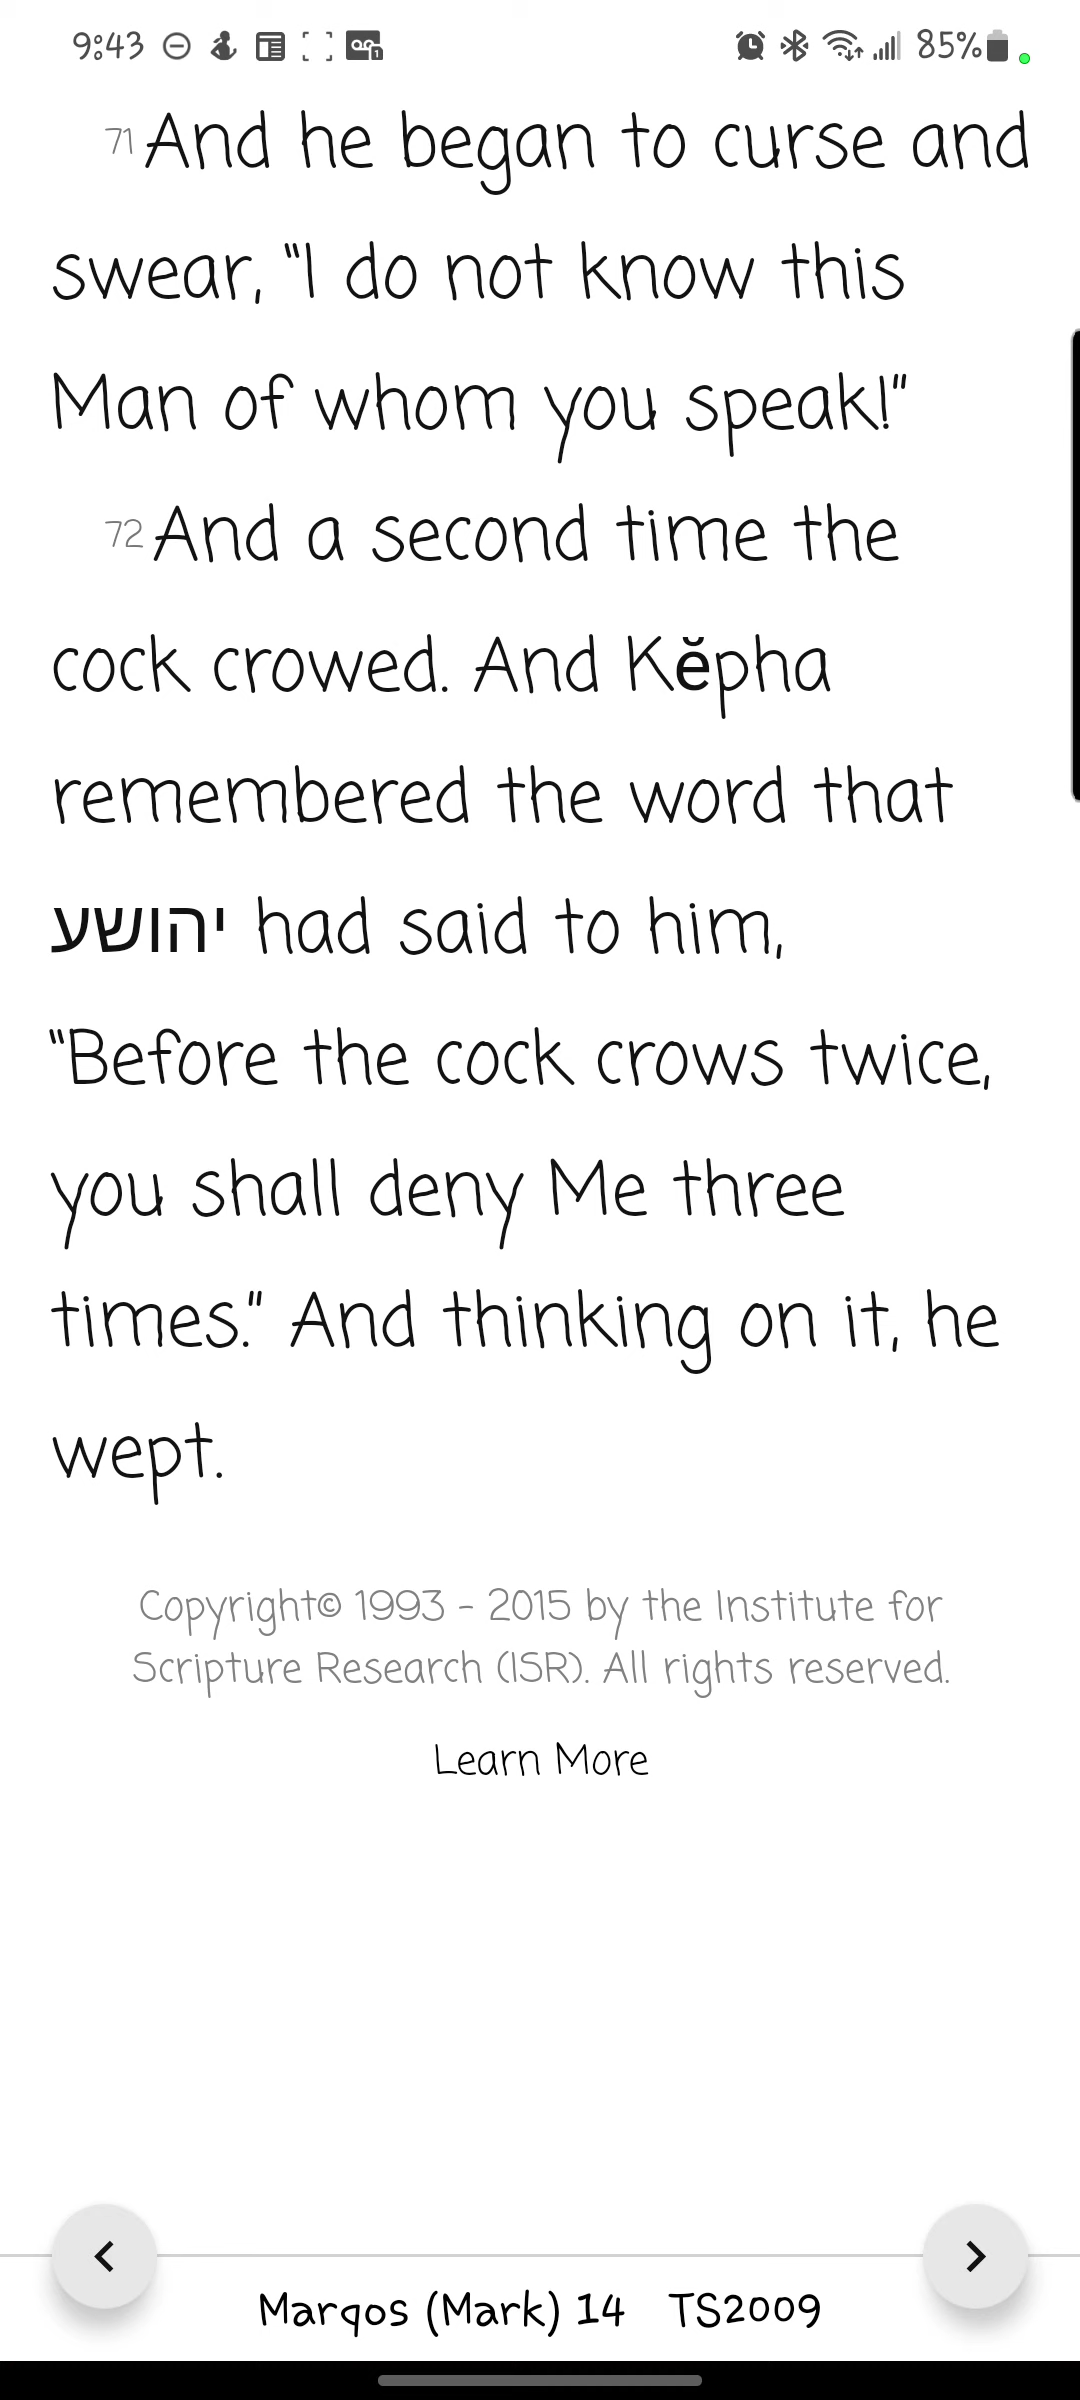 9:43 85%
71 And he began to curse and
swear, "I do not know this
Man of whom you speak!"
72 And a second time the
cock crowed. And Kĕpha
remembered the word that
יהושע had said to him,
"Before the cock crows twice,
you shall deny Me three
times." And thinking on it, he
wept.
Copyright© 1993 - 2015 by the Institute for
Scripture Research (ISR). All rights reserved.
Learn More
Marqos (Mark) 14 TS2009